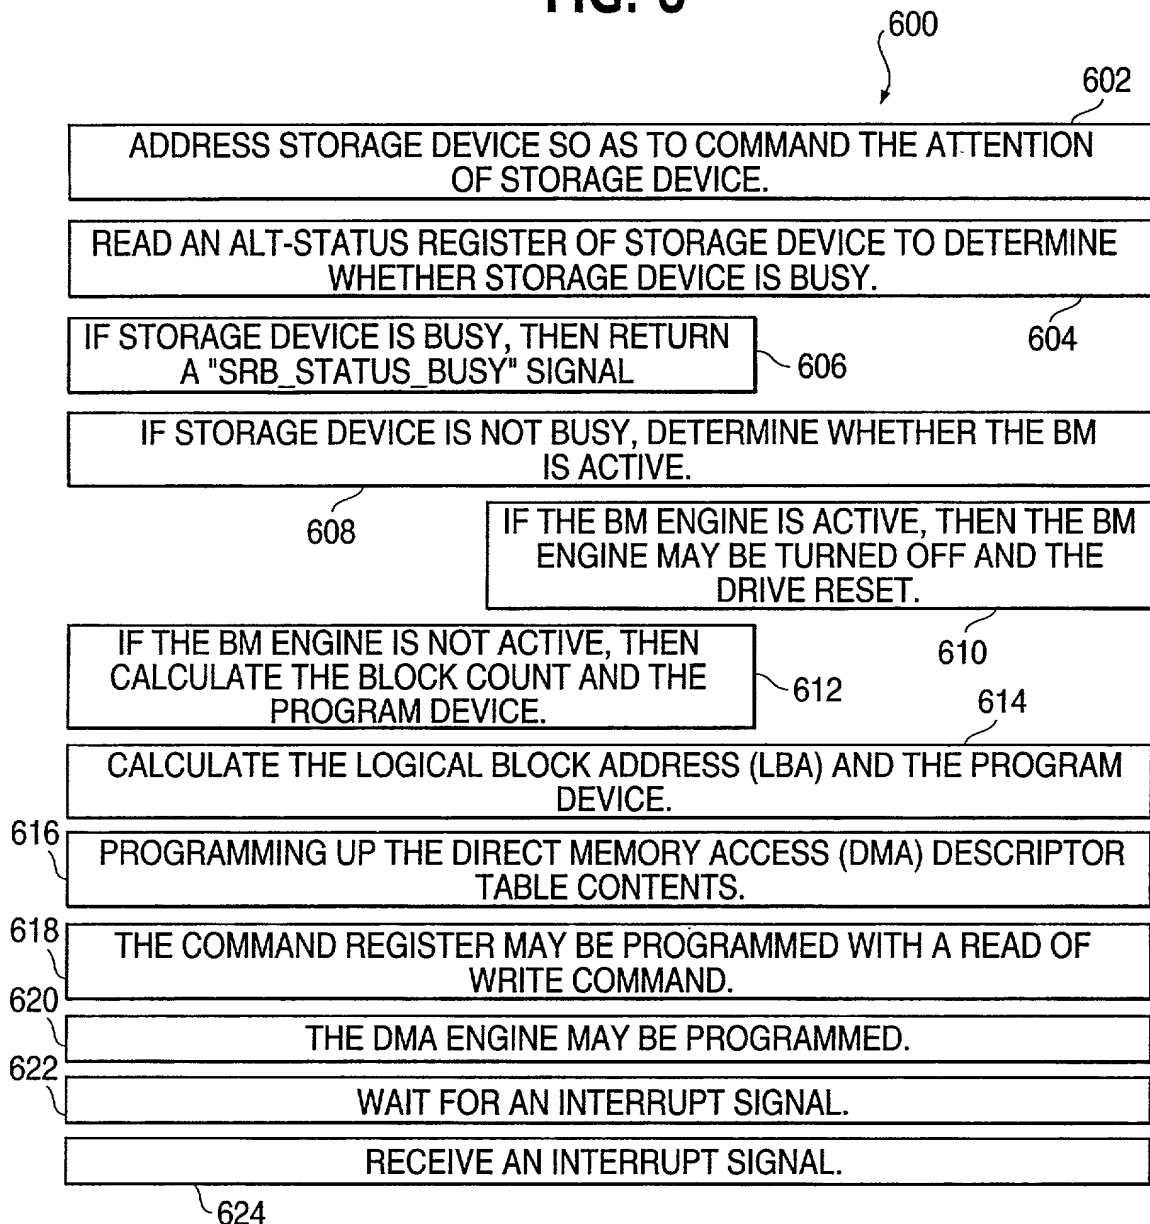 600
602
ADDRESS STORAGE DEVICE SO AS TO COMMAND THE ATTENTION
OF STORAGE DEVICE.
READ AN ALT-STATUS REGISTER OF STORAGE DEVICE TO DETERMINE
WHETHER STORAGE DEVICE IS BUSY.
604
IF STORAGE DEVICE IS BUSY, THEN RETURN
A "SRB_STATUS_BUSY" SIGNAL
606
IF STORAGE DEVICE IS NOT BUSY, DETERMINE WHETHER THE BM
IS ACTIVE.
608
IF THE BM ENGINE IS ACTIVE, THEN THE BM
ENGINE MAY BE TURNED OFF AND THE
DRIVE RESET.
610
IF THE BM ENGINE IS NOT ACTIVE, THEN
CALCULATE THE BLOCK COUNT AND THE
PROGRAM DEVICE.
612
614
CALCULATE THE LOGICAL BLOCK ADDRESS (LBA) AND THE PROGRAM
DEVICE.
616
PROGRAMMING UP THE DIRECT MEMORY ACCESS (DMA) DESCRIPTOR
TABLE CONTENTS.
618
THE COMMAND REGISTER MAY BE PROGRAMMED WITH A READ OF
WRITE COMMAND.
620
THE DMA ENGINE MAY BE PROGRAMMED.
622
WAIT FOR AN INTERRUPT SIGNAL.
RECEIVE AN INTERRUPT SIGNAL.
624